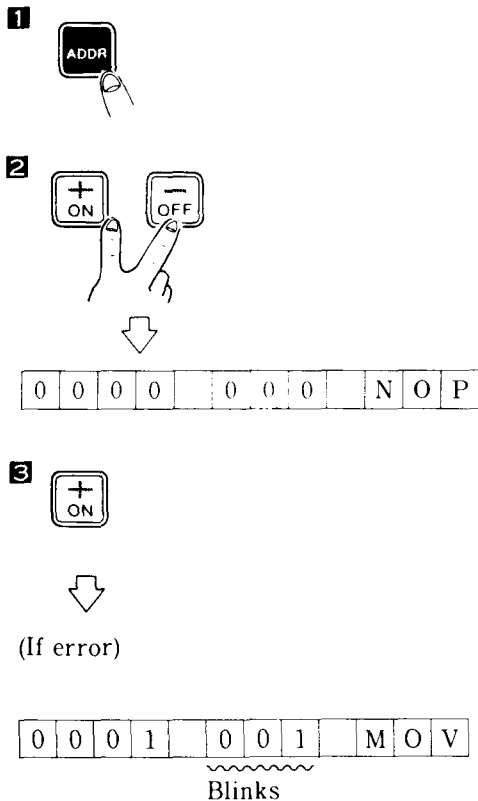 1
ADDR
2
+ −
ON OFF
0 0 0 0 0 0 0 N O P
3
+
ON
(If error)
0 0 0 1 0 0 1 M O V
Blinks